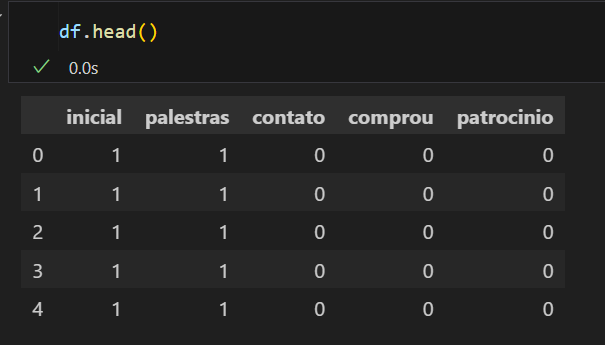 df.head()
0.0s
inicial palestras contato comprou patrocinio
0 1 1 0 0 0
1 1 1 0 0 0
2 1 1 0 0 0
3 1 1 0 0 0
4 1 1 0 0 0